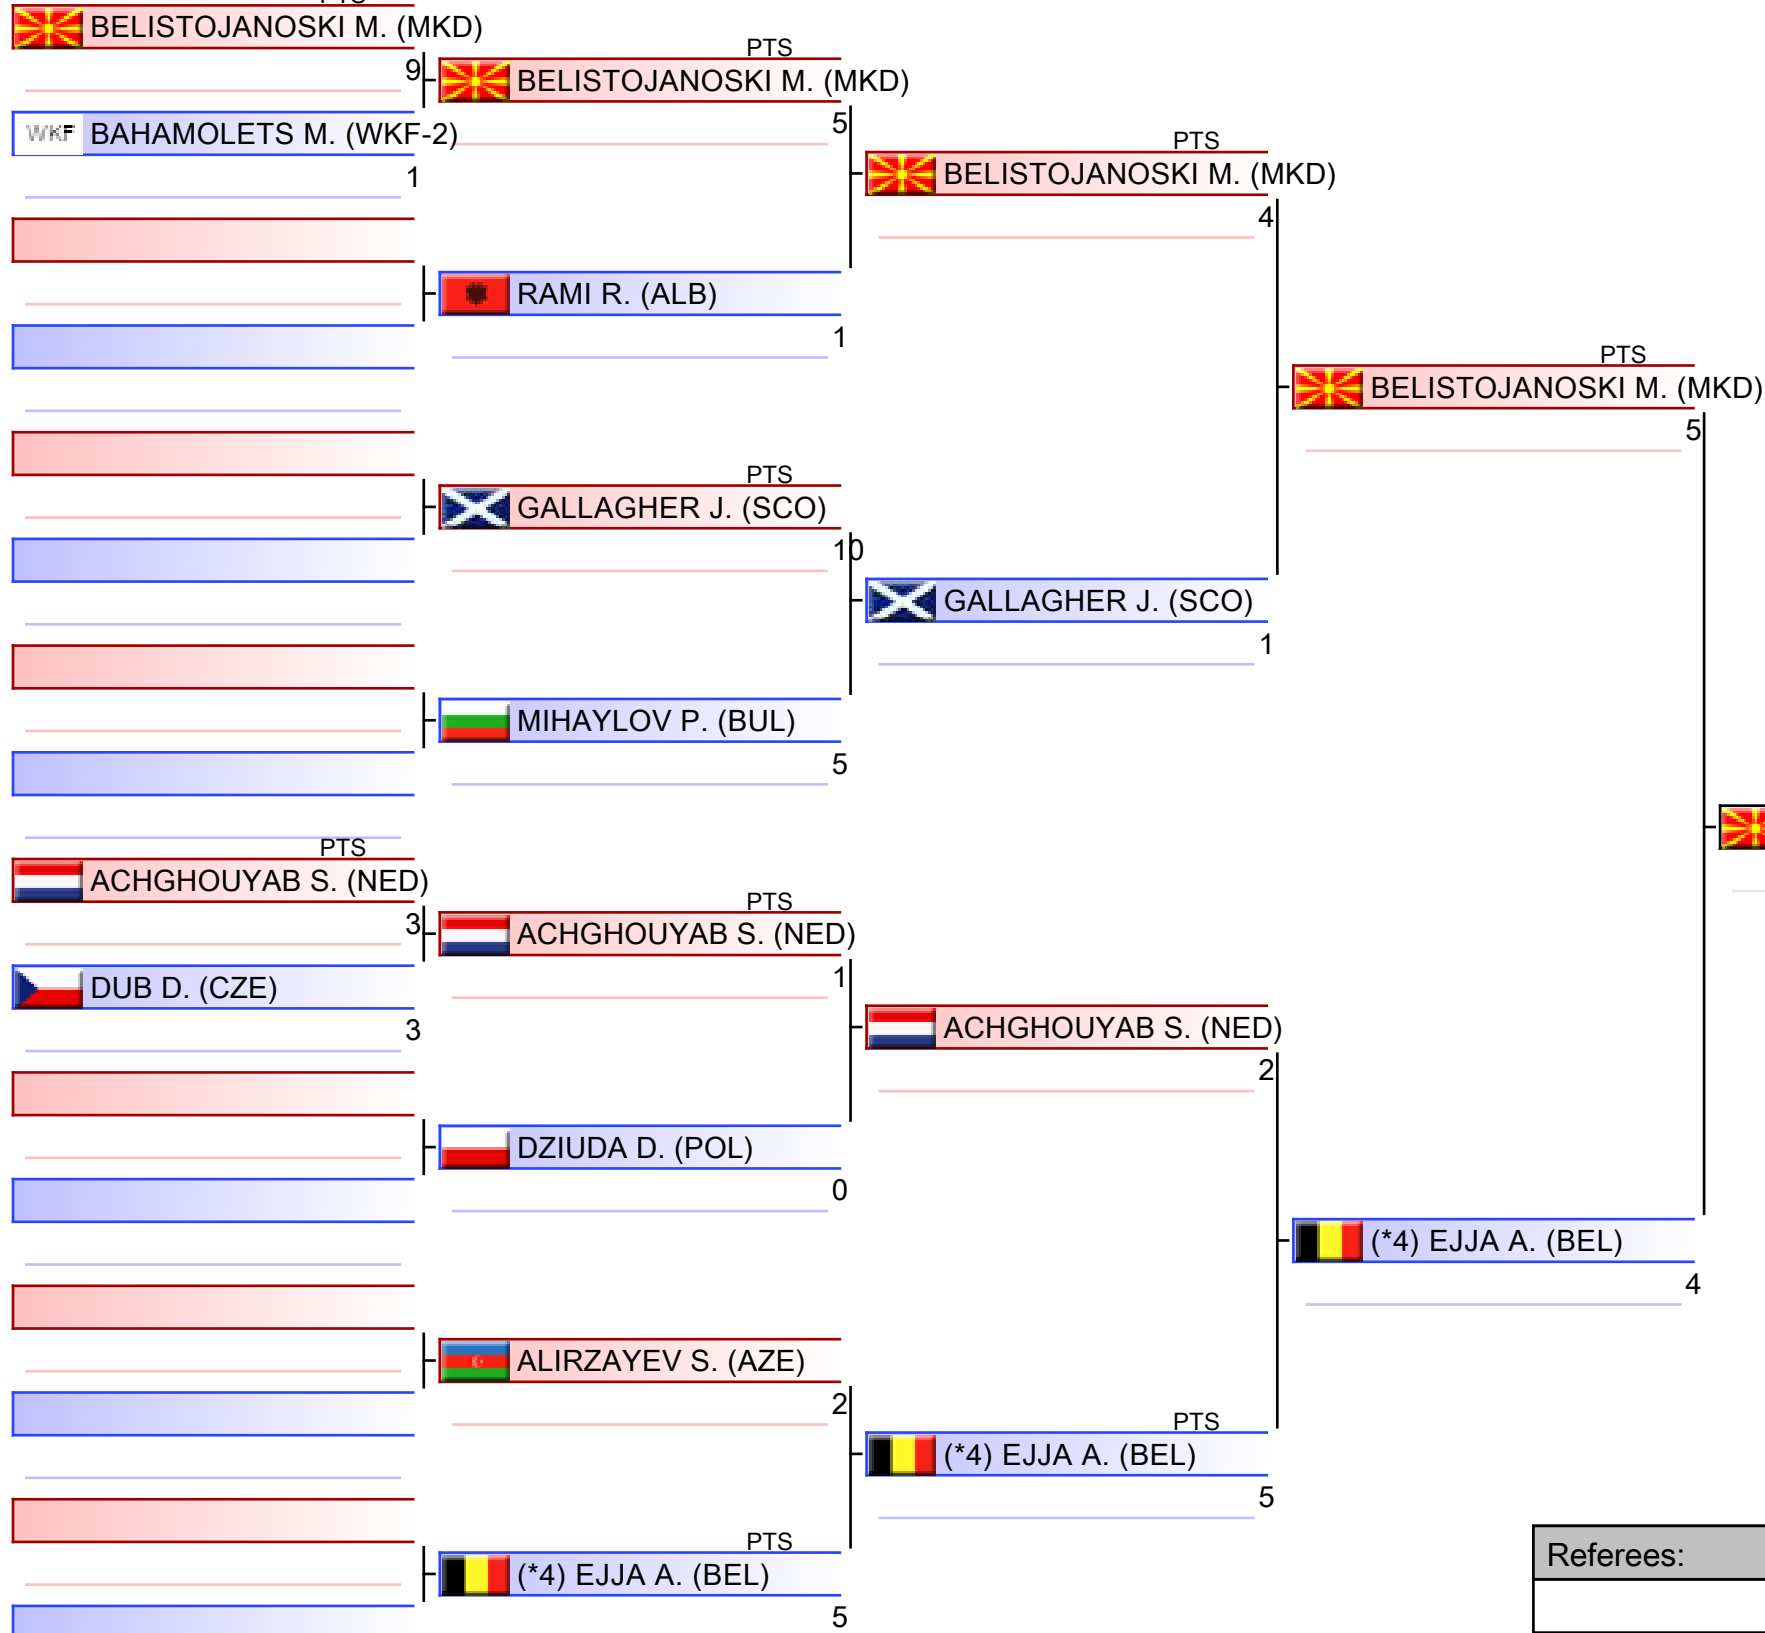 BELISTOJANOSKI M. (MKD)
9
WKF BAHAMOLETS M. (WKF-2)
1
PTS
BELISTOJANOSKI M. (MKD)
5
RAMI R. (ALB)
1
PTS
GALLAGHER J. (SCO)
10
MIHAYLOV P. (BUL)
5
PTS
BELISTOJANOSKI M. (MKD)
4
GALLAGHER J. (SCO)
1
PTS
BELISTOJANOSKI M. (MKD)
5
PTS
ACHGHOUYAB S. (NED)
3
DUB D. (CZE)
3
PTS
ACHGHOUYAB S. (NED)
1
DZIUDA D. (POL)
0
ALIRZAYEV S. (AZE)
2
PTS
(*4) EJJA A. (BEL)
5
ACHGHOUYAB S. (NED)
2
PTS
(*4) EJJA A. (BEL)
5
(*4) EJJA A. (BEL)
4
Referees: